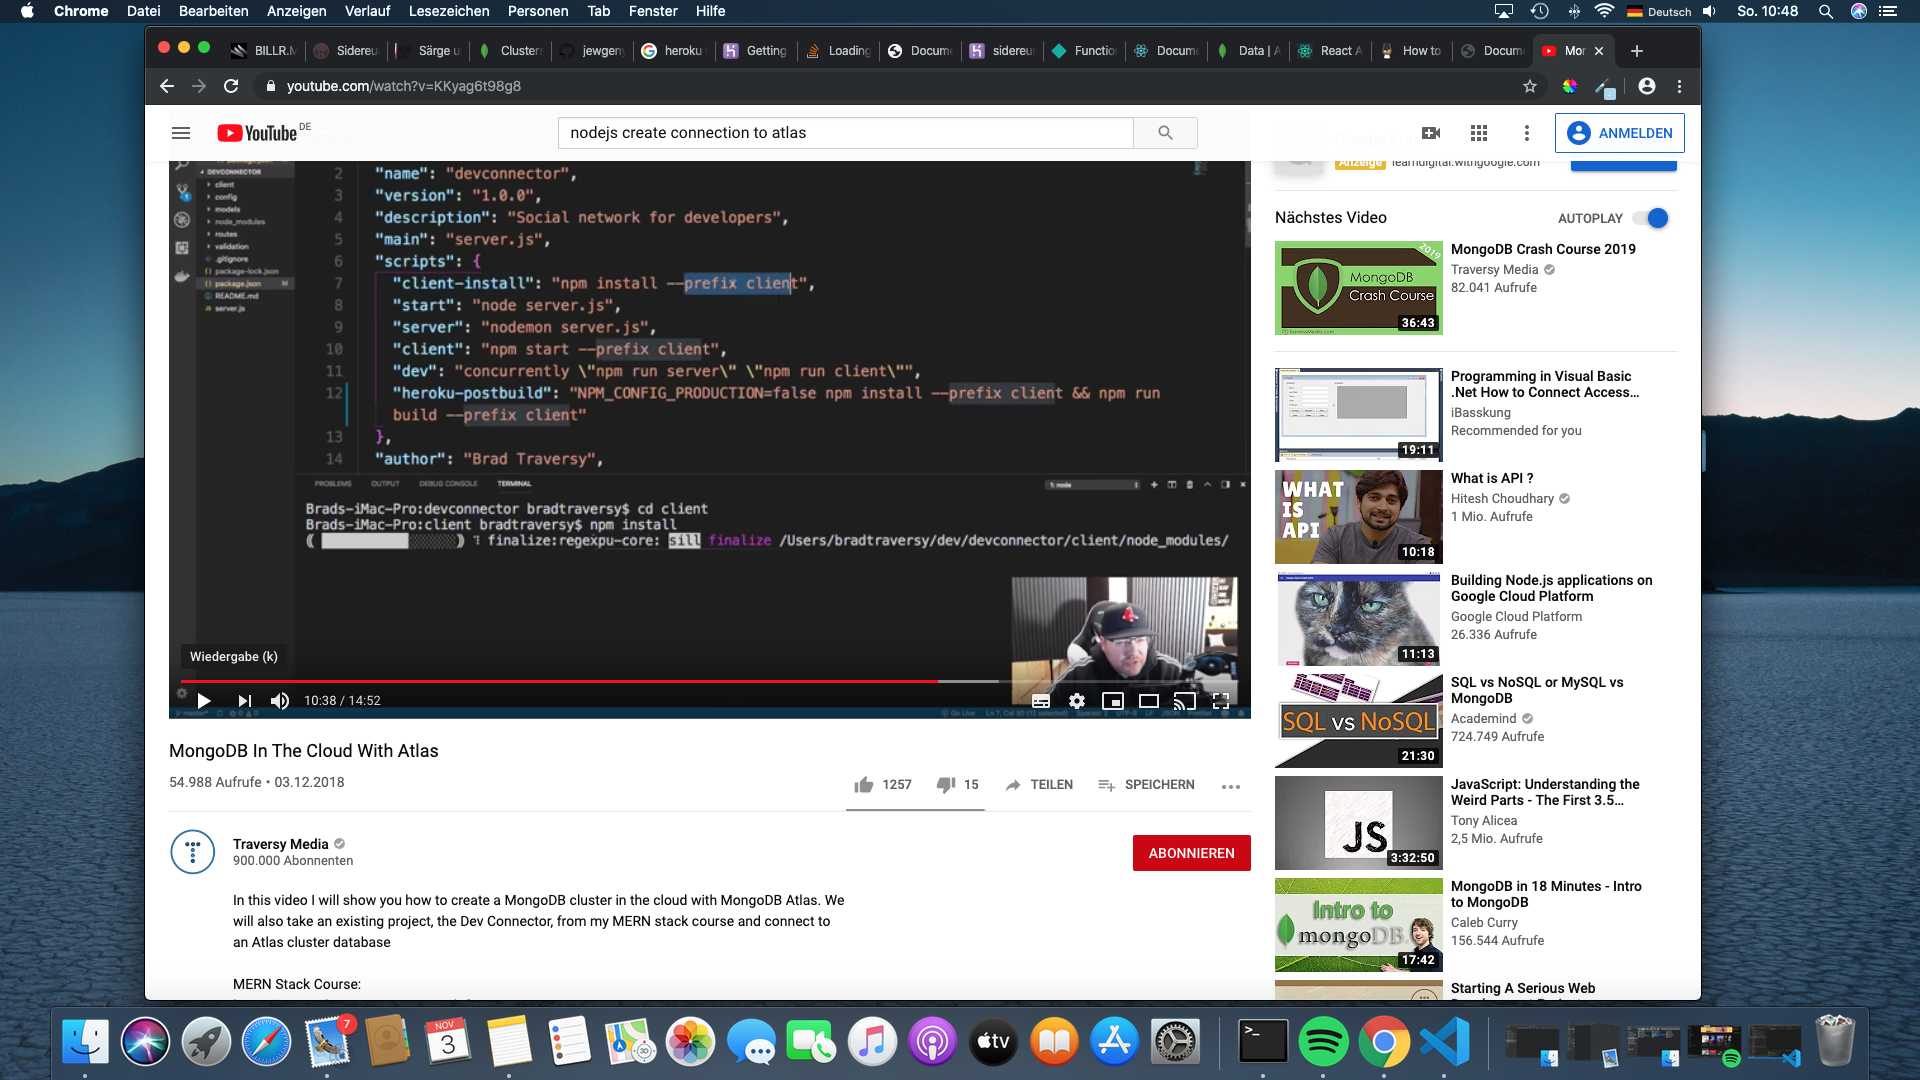 Chrome Datei Bearbeiten Anzeigen Verlauf Lesezeichen Personen Tab Fenster Hilfe
Deutsch So. 10:48
BILLR.M Sidereu Särge u Clusters jewgeny heroku Getting Loading Docume sidereu Functio Docume Data | A React A How to Docume Mor
youtube.com/watch?v=KKyag6t98g8
YouTube DE
nodejs create connection to atlas
ANMELDEN
Anzeige learndigital.withgoogle.com
DEVCONNECTOR
client
config
models
node_modules
routes
validation
.gitignore
package-lock.json
package.json M
README.md
server.js
2 "name": "devconnector",
3 "version": "1.0.0",
4 "description": "Social network for developers",
5 "main": "server.js",
6 "scripts": {
7 "client-install": "npm install --prefix client",
8 "start": "node server.js",
9 "server": "nodemon server.js",
10 "client": "npm start --prefix client",
11 "dev": "concurrently \"npm run server\" \"npm run client\"",
12 "heroku-postbuild": "NPM_CONFIG_PRODUCTION=false npm install --prefix client && npm run
build --prefix client"
13 },
14 "author": "Brad Traversy",
PROBLEMS OUTPUT DEBUG CONSOLE TERMINAL
1: node
Brads-iMac-Pro:devconnector bradtraversy$ cd client
Brads-iMac-Pro:client bradtraversy$ npm install
finalize:regexpu-core: sill finalize /Users/bradtraversy/dev/devconnector/client/node_modules/
Wiedergabe (k)
10:38 / 14:52
MongoDB In The Cloud With Atlas
54.988 Aufrufe • 03.12.2018
1257 15 TEILEN SPEICHERN
Traversy Media
900.000 Abonnenten
ABONNIEREN
In this video I will show you how to create a MongoDB cluster in the cloud with MongoDB Atlas. We
will also take an existing project, the Dev Connector, from my MERN stack course and connect to
an Atlas cluster database
MERN Stack Course:
Nächstes Video AUTOPLAY
2019
MongoDB
Crash Course
36:43
MongoDB Crash Course 2019
Traversy Media
82.041 Aufrufe
19:11
Programming in Visual Basic
.Net How to Connect Access...
iBasskung
Recommended for you
WHAT
IS
API
10:18
What is API ?
Hitesh Choudhary
1 Mio. Aufrufe
11:13
Building Node.js applications on
Google Cloud Platform
Google Cloud Platform
26.336 Aufrufe
SQL vs NoSQL
21:30
SQL vs NoSQL or MySQL vs
MongoDB
Academind
724.749 Aufrufe
JS
3:32:50
JavaScript: Understanding the
Weird Parts - The First 3.5...
Tony Alicea
2,5 Mio. Aufrufe
Intro to
mongoDB
17:42
MongoDB in 18 Minutes - Intro
to MongoDB
Caleb Curry
156.544 Aufrufe
Starting A Serious Web
7
NOV
3
3D
tv